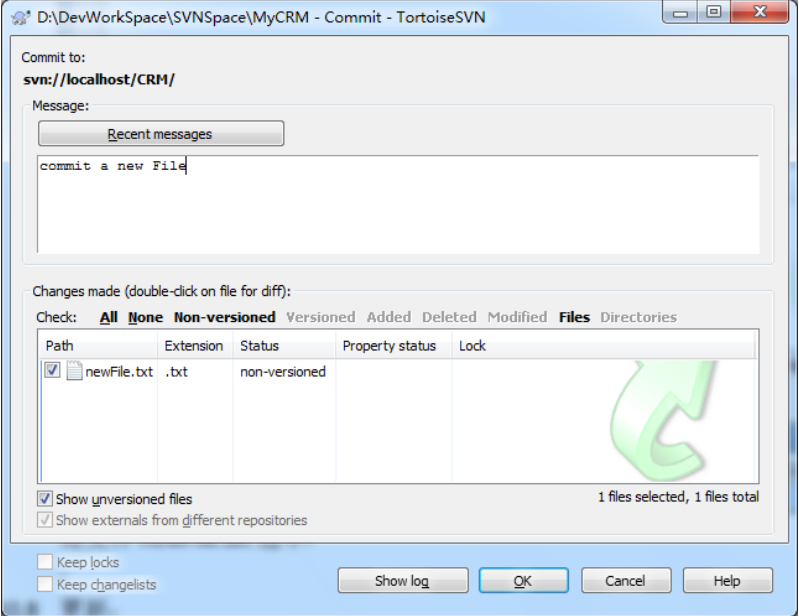 D:\DevWorkSpace\SVNSpace\MyCRM - Commit - TortoiseSVN
Commit to:
svn://localhost/CRM/
Message:
Recent messages
commit a new File
Changes made (double-click on file for diff):
Check: All None Non-versioned Versioned Added Deleted Modified Files Directories
Path Extension Status Property status Lock
newFile.txt .txt non-versioned
Show unversioned files 1 files selected, 1 files total
Show externals from different repositories
Keep locks
Keep changelists
Show log OK Cancel Help